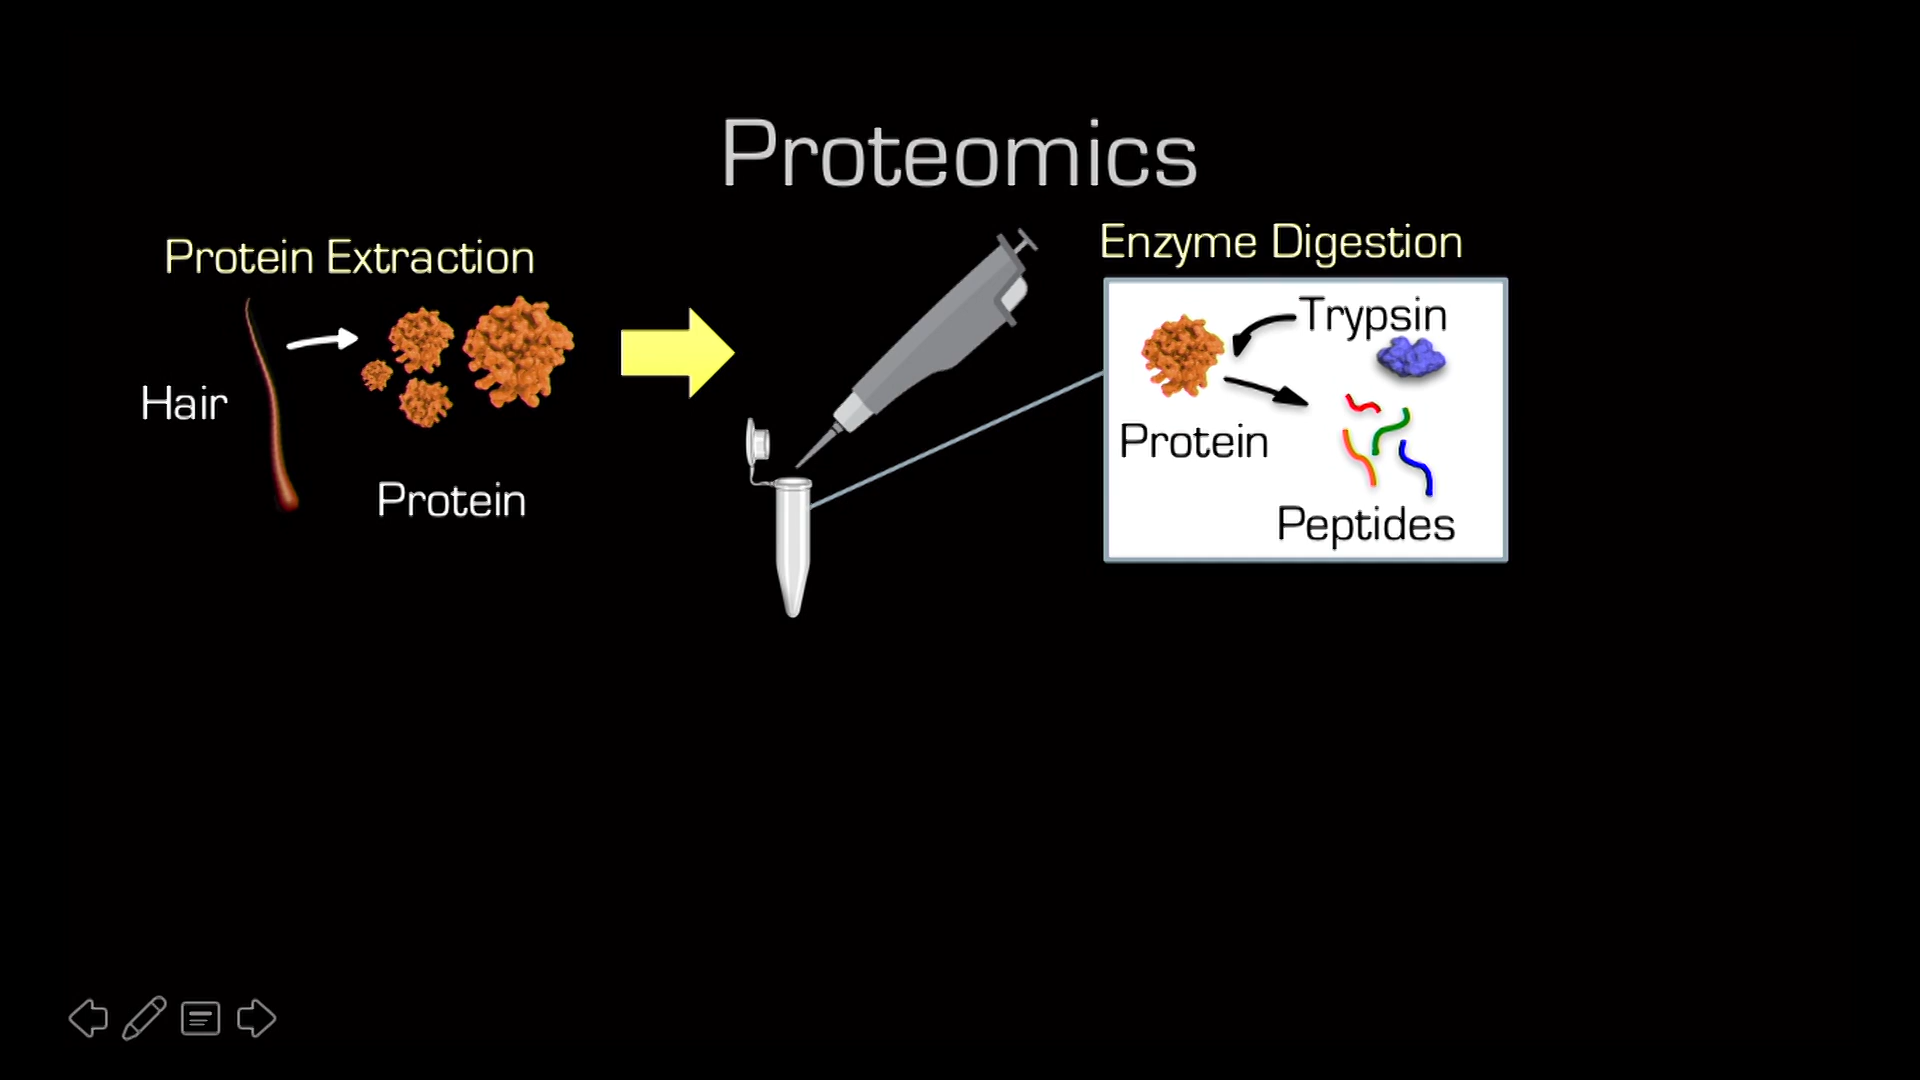 Proteomics
Protein Extraction
Hair
Protein
Enzyme Digestion
Trypsin
Protein
Peptides